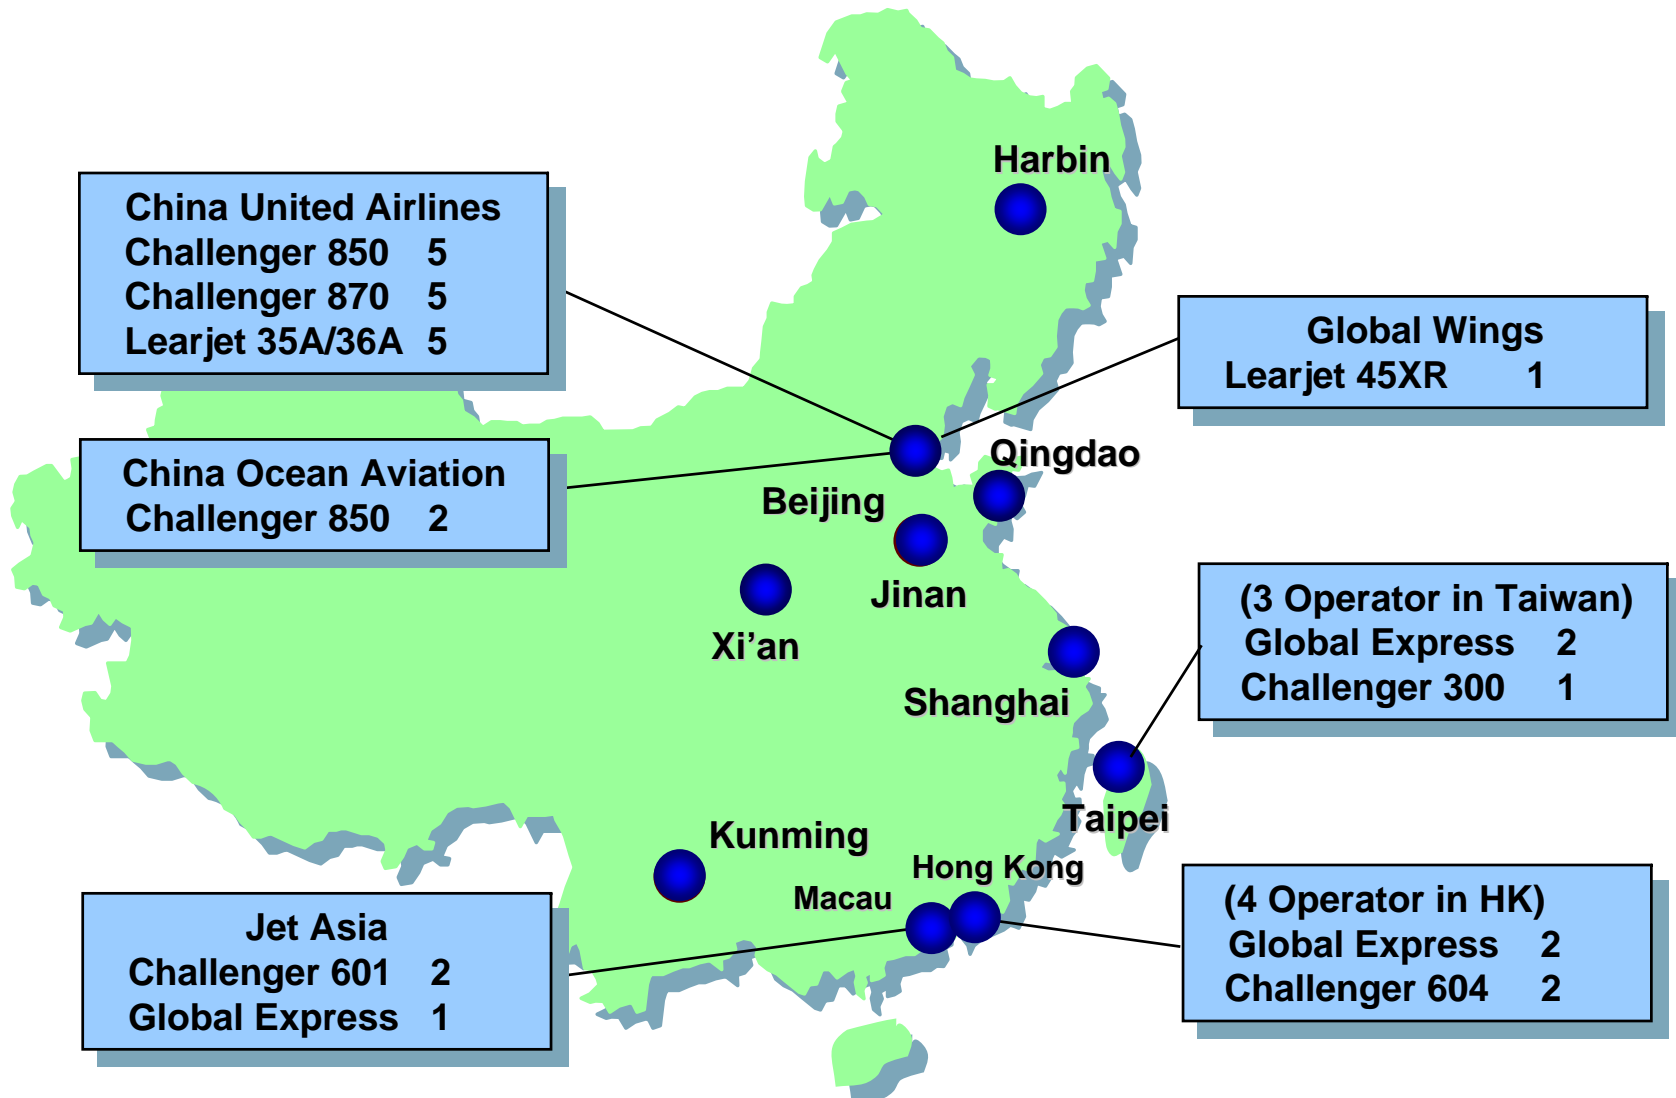 Harbin
China United Airlines
Challenger 850 5
Challenger 870 5
Learjet 35A/36A 5
Global Wings
Learjet 45XR 1
China Ocean Aviation
Challenger 850 2
Qingdao
Beijing
Jinan
Xi’an
Shanghai
(3 Operator in Taiwan)
Global Express 2
Challenger 300 1
Taipei
Kunming
Hong Kong
Macau
Jet Asia
Challenger 601 2
Global Express 1
(4 Operator in HK)
Global Express 2
Challenger 604 2